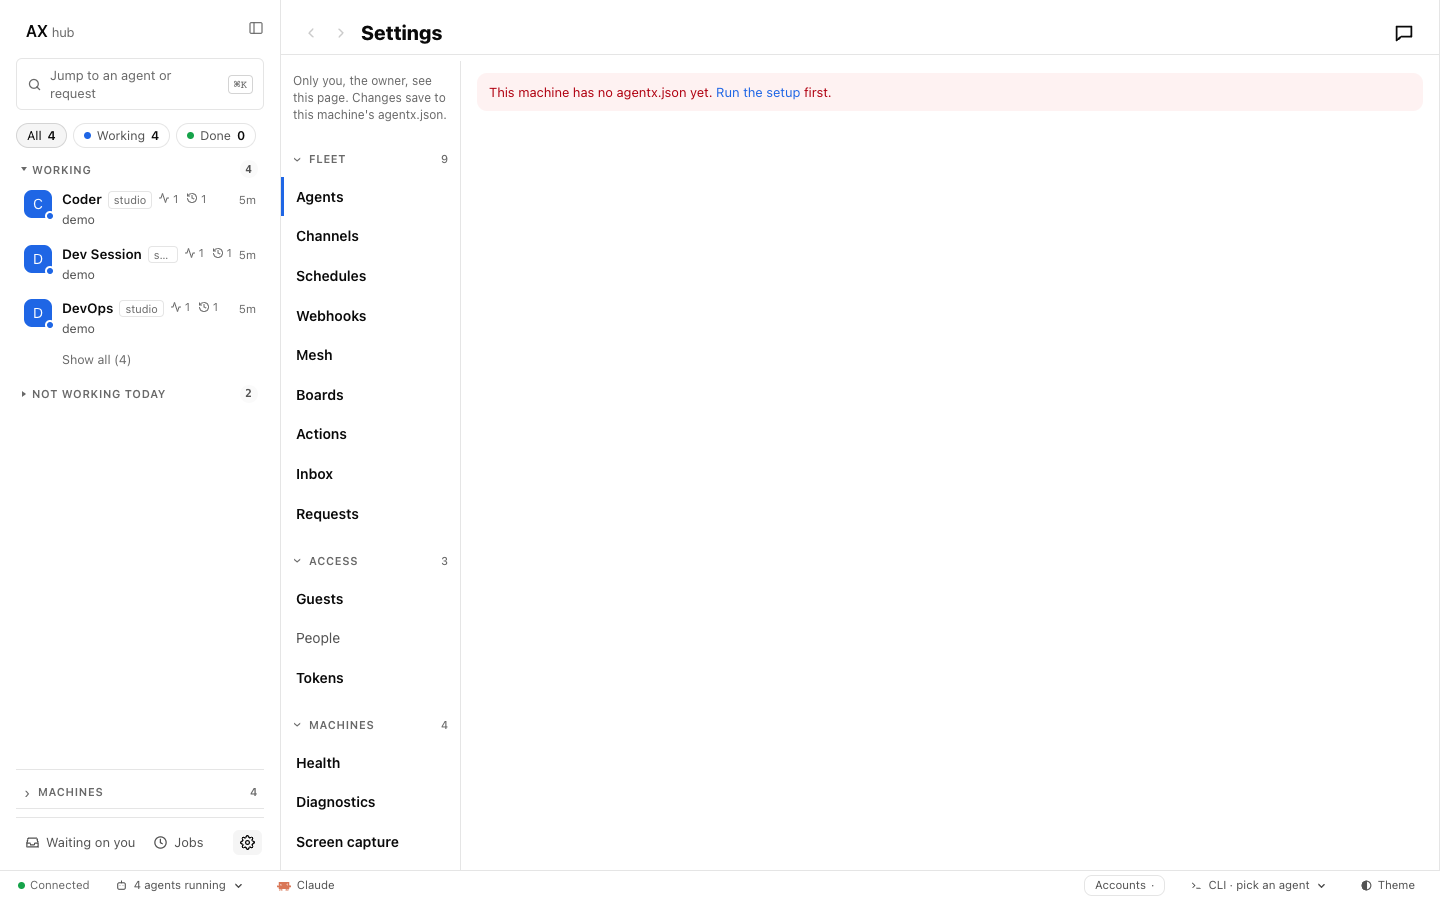 AX hub
Jump to an agent or
request
⌘K
All 4
Working 4
Done 0
WORKING 4
C
Coder studio 1 1 5m
demo
D
Dev Session s... 1 1 5m
demo
D
DevOps studio 1 1 5m
demo
Show all (4)
NOT WORKING TODAY 2
MACHINES 4
Waiting on you
Jobs
Settings
Only you, the owner, see
this page. Changes save to
this machine's agentx.json.
FLEET 9
Agents
Channels
Schedules
Webhooks
Mesh
Boards
Actions
Inbox
Requests
ACCESS 3
Guests
People
Tokens
MACHINES 4
Health
Diagnostics
Screen capture
This machine has no agentx.json yet. Run the setup first.
Connected
4 agents running
Claude
Accounts ·
CLI · pick an agent
Theme